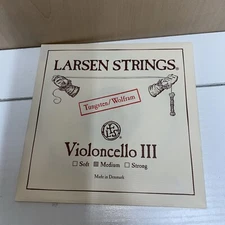 LARSEN STRINGS®
Tungsten/Wolfram
Violoncello III
Soft Medium Strong
Made in Denmark